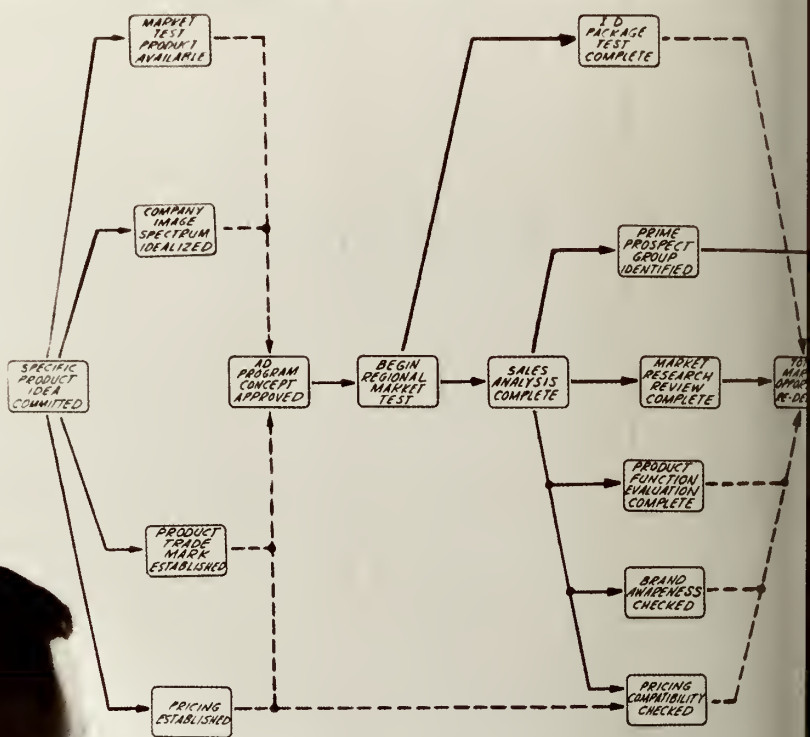 MARKET
TEST
PRODUCT
AVAILABLE
I D
PACKAGE
TEST
COMPLETE
COMPANY
IMAGE
SPECTRUM
IDEALIZED
PRIME
PROSPECT
GROUP
IDENTIFIED
SPECIFIC
PRODUCT
IDEA
COMMITTED
AD
PROGRAM
CONCEPT
APPROVED
BEGIN
REGIONAL
MARKET
TEST
SALES
ANALYSIS
COMPLETE
MARKET
RESEARCH
REVIEW
COMPLETE
PRODUCT
FUNCTION
EVALUATION
COMPLETE
PRODUCT
TRADE
MARK
ESTABLISHED
BRAND
AWARENESS
CHECKED
PRICING
ESTABLISHED
PRICING
COMPATIBILITY
CHECKED